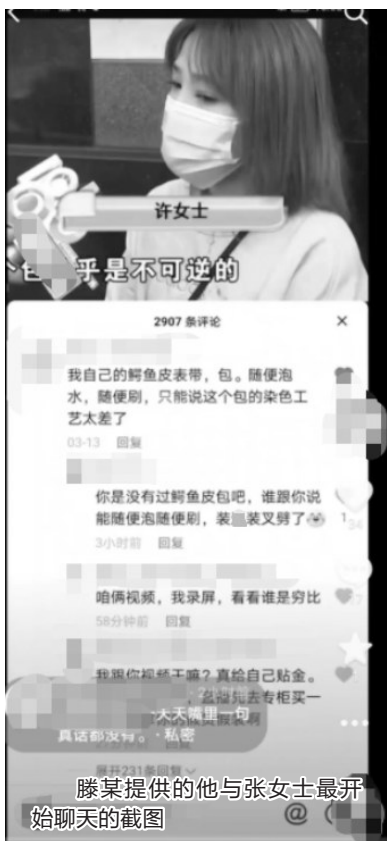 许女士
乎是不可逆的
2907 条评论
我自己的鳄鱼皮表带，包。随便泡
水，随便刷，只能说这个包的染色工
艺太差了
03-13 回复
你是没有过鳄鱼皮包吧，谁跟你说
能随便泡随便刷，装
装叉劈了
3小时前 回复
咱俩视频，我录屏，看看谁是穷比
58分钟前 回复
我跟你视频干嘛？真给自己贴金。
去专柜买一
天天嘴里一句
真话都没有。· 私密
展开231条回复
滕某提供的他与张女士最开
始聊天的截图
@